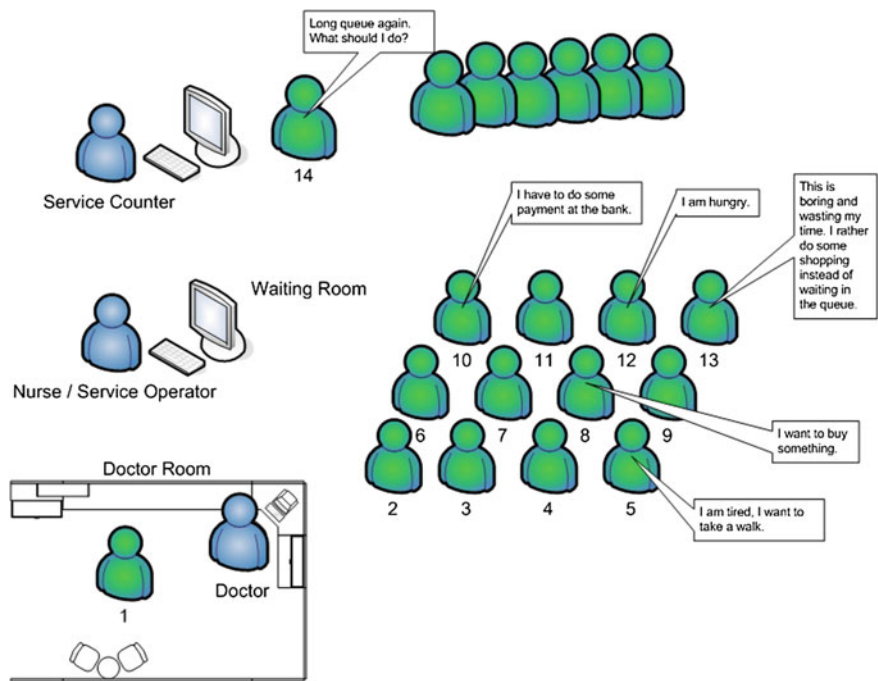 Long queue again.
What should I do?
14
Service Counter
I have to do some
payment at the bank.
I am hungry.
This is
boring and
wasting my
time. I rather
do some
shopping
instead of
waiting in
the queue.
Waiting Room
10
11
12
13
Nurse / Service Operator
6
7
8
9
I want to buy
something.
2
3
4
5
I am tired, I want to
take a walk.
Doctor Room
Doctor
1